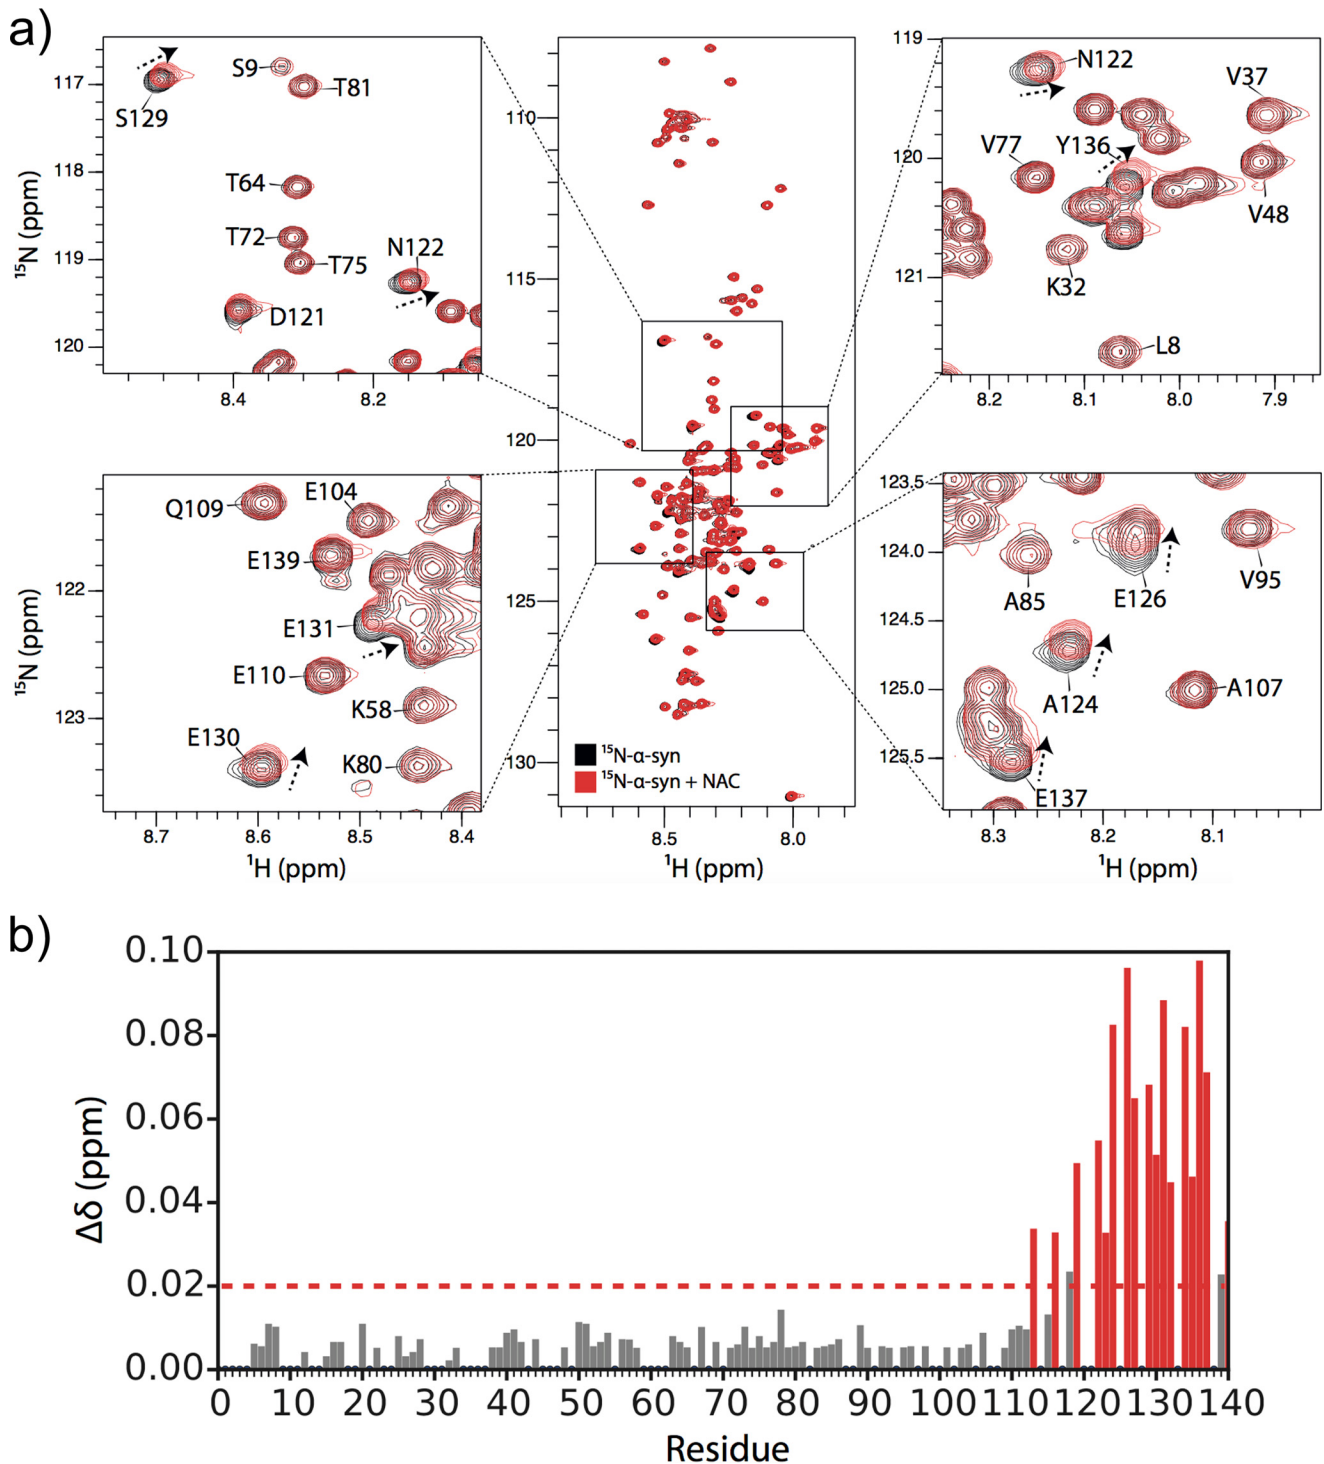 a)
117
118
119
120
¹⁵N (ppm)
8.4
8.2
S9
T81
S129
T64
T72
T75
N122
D121
110
115
120
125
130
8.5
8.0
¹H (ppm)
¹⁵N-α-syn
¹⁵N-α-syn + NAC
119
120
121
8.2
8.1
8.0
7.9
N122
V37
V77
Y136
V48
K32
L8
122
123
¹⁵N (ppm)
8.7
8.6
8.5
8.4
¹H (ppm)
Q109
E104
E139
E131
E110
K58
E130
K80
123.5
124.0
124.5
125.0
125.5
8.3
8.2
8.1
¹H (ppm)
A85
E126
V95
A124
A107
E137
b)
0.10
0.08
0.06
0.04
0.02
0.00
Δδ (ppm)
0 10 20 30 40 50 60 70 80 90 100 110 120 130 140
Residue